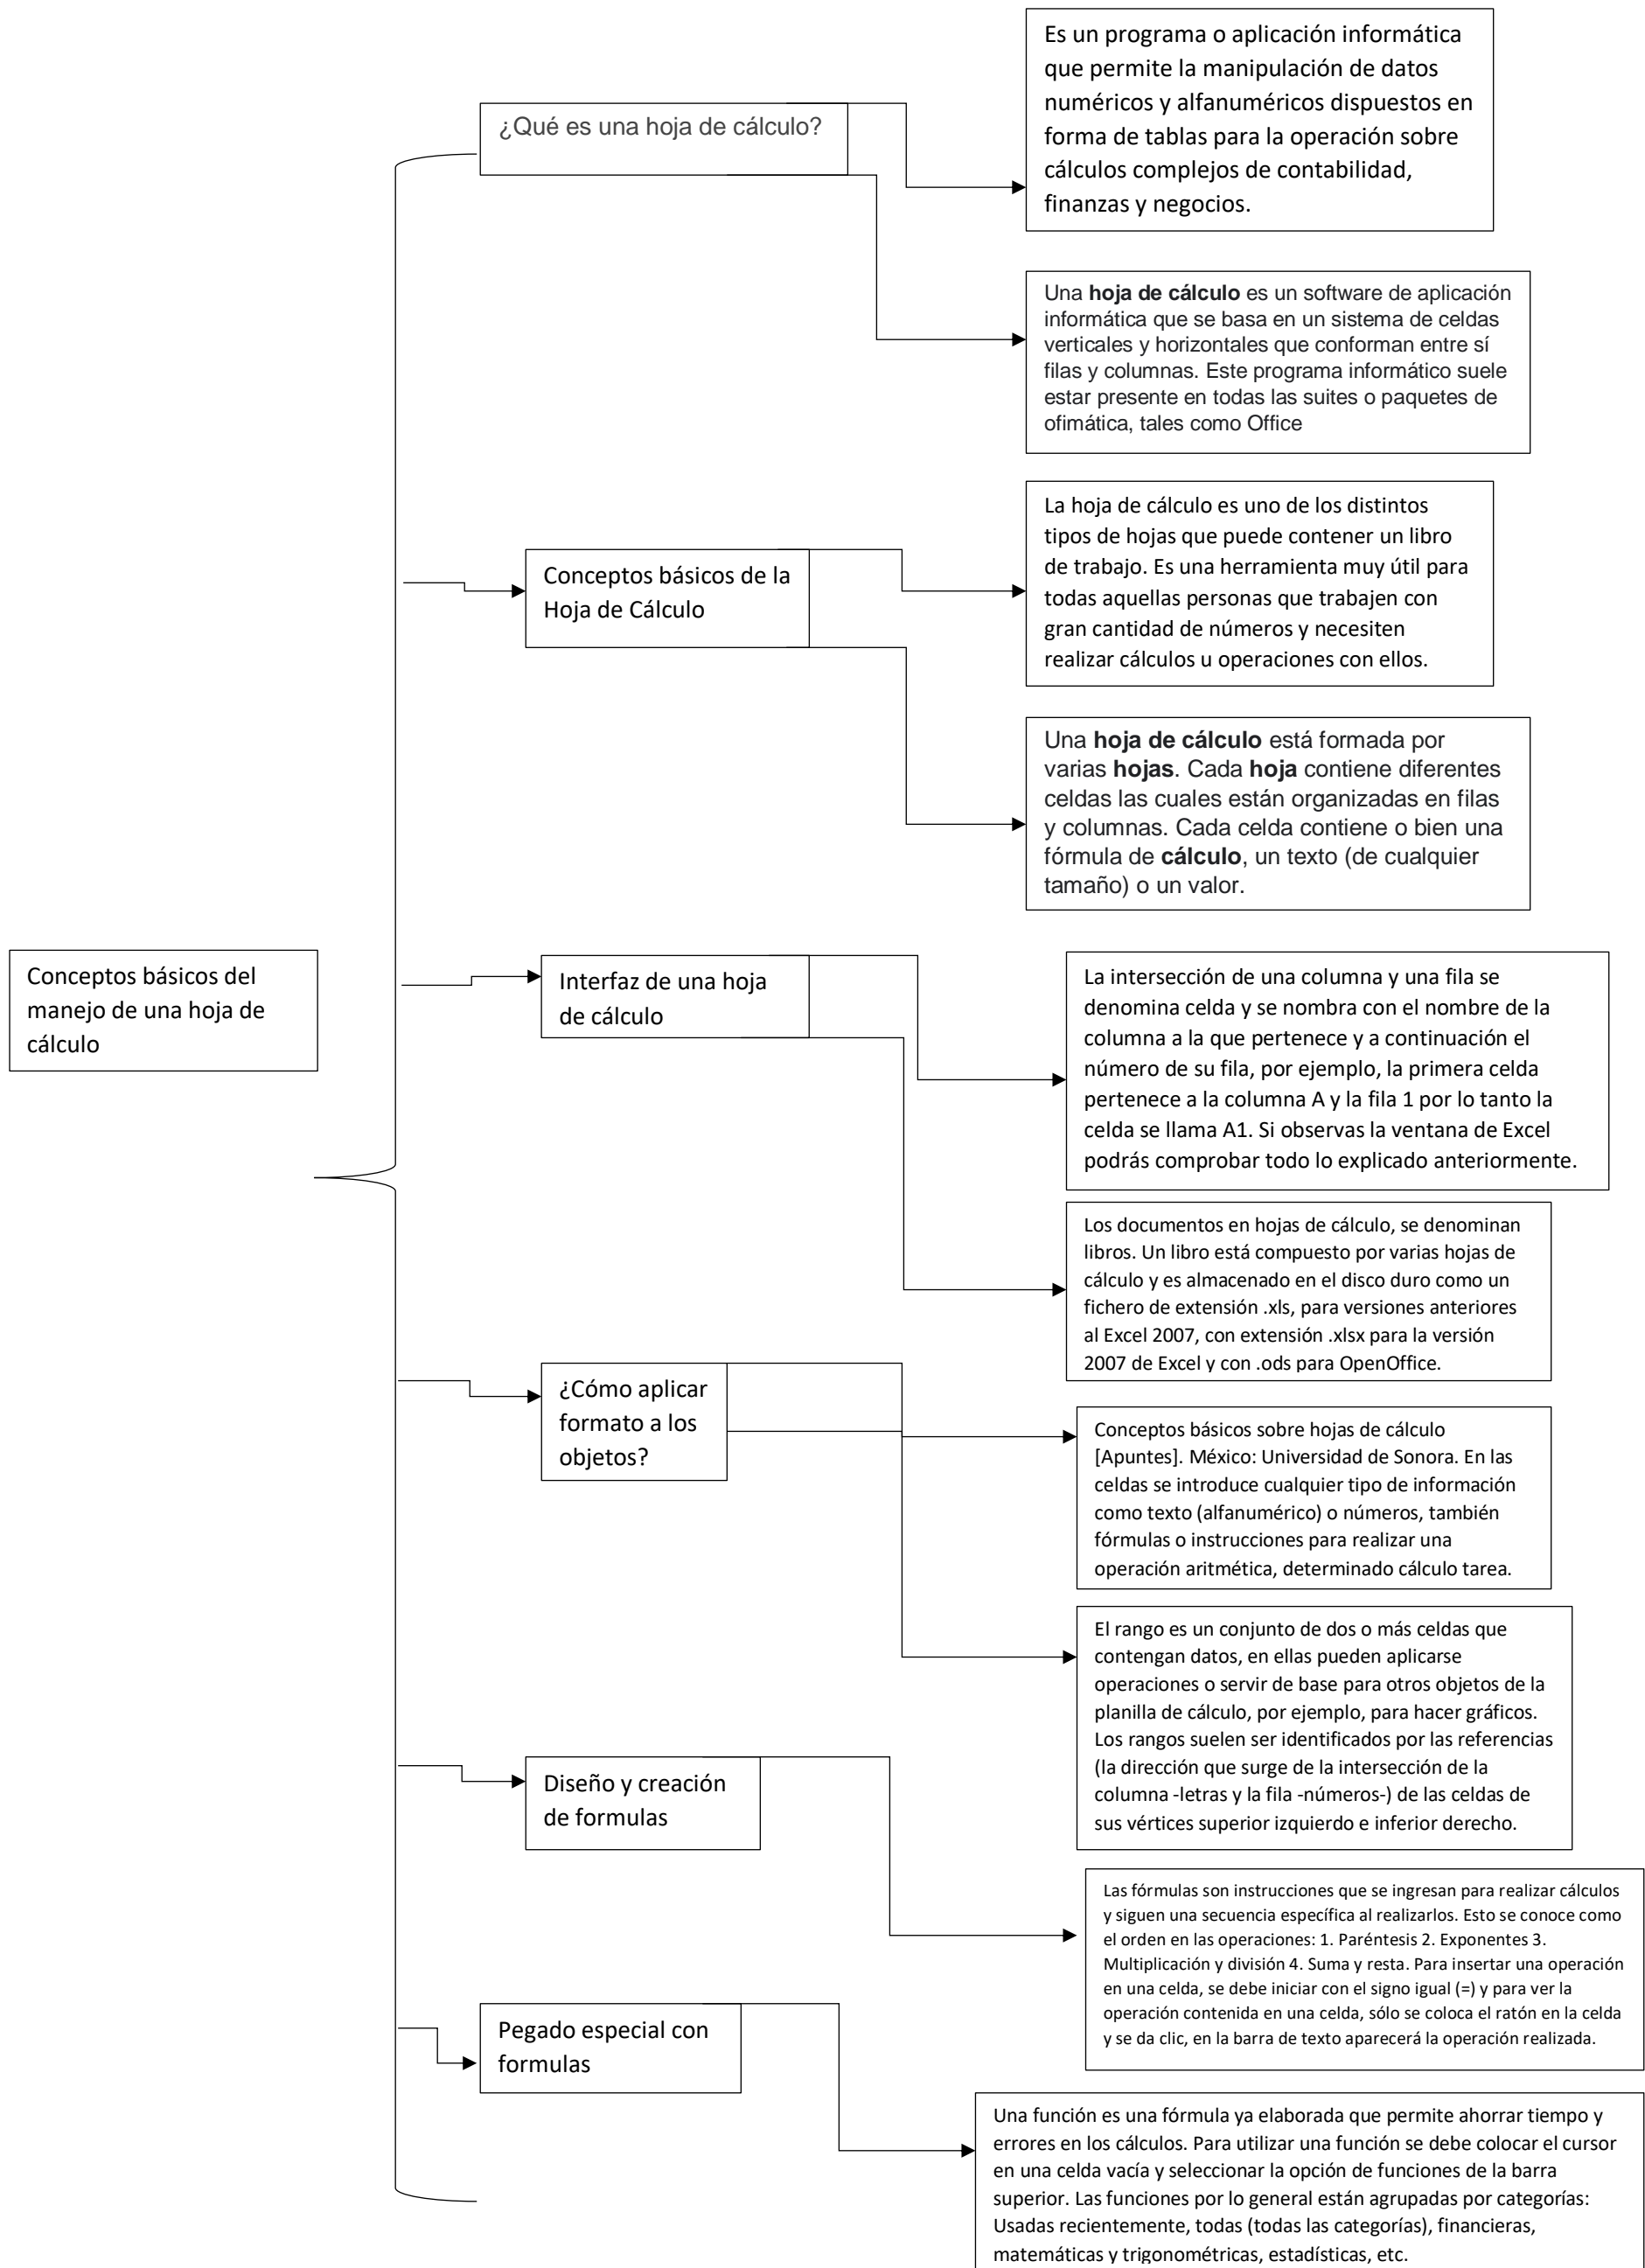 Conceptos básicos del
manejo de una hoja de
cálculo
¿Qué es una hoja de cálculo?
Es un programa o aplicación informática
que permite la manipulación de datos
numéricos y alfanuméricos dispuestos en
forma de tablas para la operación sobre
cálculos complejos de contabilidad,
finanzas y negocios.
Una hoja de cálculo es un software de aplicación
informática que se basa en un sistema de celdas
verticales y horizontales que conforman entre sí
filas y columnas. Este programa informático suele
estar presente en todas las suites o paquetes de
ofimática, tales como Office
Conceptos básicos de la
Hoja de Cálculo
La hoja de cálculo es uno de los distintos
tipos de hojas que puede contener un libro
de trabajo. Es una herramienta muy útil para
todas aquellas personas que trabajen con
gran cantidad de números y necesiten
realizar cálculos u operaciones con ellos.
Una hoja de cálculo está formada por
varias hojas. Cada hoja contiene diferentes
celdas las cuales están organizadas en filas
y columnas. Cada celda contiene o bien una
fórmula de cálculo, un texto (de cualquier
tamaño) o un valor.
Interfaz de una hoja
de cálculo
La intersección de una columna y una fila se
denomina celda y se nombra con el nombre de la
columna a la que pertenece y a continuación el
número de su fila, por ejemplo, la primera celda
pertenece a la columna A y la fila 1 por lo tanto la
celda se llama A1. Si observas la ventana de Excel
podrás comprobar todo lo explicado anteriormente.
Los documentos en hojas de cálculo, se denominan
libros. Un libro está compuesto por varias hojas de
cálculo y es almacenado en el disco duro como un
fichero de extensión .xls, para versiones anteriores
al Excel 2007, con extensión .xlsx para la versión
2007 de Excel y con .ods para OpenOffice.
¿Cómo aplicar
formato a los
objetos?
Conceptos básicos sobre hojas de cálculo
[Apuntes]. México: Universidad de Sonora. En las
celdas se introduce cualquier tipo de información
como texto (alfanumérico) o números, también
fórmulas o instrucciones para realizar una
operación aritmética, determinado cálculo tarea.
El rango es un conjunto de dos o más celdas que
contengan datos, en ellas pueden aplicarse
operaciones o servir de base para otros objetos de la
planilla de cálculo, por ejemplo, para hacer gráficos.
Los rangos suelen ser identificados por las referencias
(la dirección que surge de la intersección de la
columna -letras y la fila -números-) de las celdas de
sus vértices superior izquierdo e inferior derecho.
Diseño y creación
de formulas
Las fórmulas son instrucciones que se ingresan para realizar cálculos
y siguen una secuencia específica al realizarlos. Esto se conoce como
el orden en las operaciones: 1. Paréntesis 2. Exponentes 3.
Multiplicación y división 4. Suma y resta. Para insertar una operación
en una celda, se debe iniciar con el signo igual (=) y para ver la
operación contenida en una celda, sólo se coloca el ratón en la celda
y se da clic, en la barra de texto aparecerá la operación realizada.
Pegado especial con
formulas
Una función es una fórmula ya elaborada que permite ahorrar tiempo y
errores en los cálculos. Para utilizar una función se debe colocar el cursor
en una celda vacía y seleccionar la opción de funciones de la barra
superior. Las funciones por lo general están agrupadas por categorías:
Usadas recientemente, todas (todas las categorías), financieras,
matemáticas y trigonométricas, estadísticas, etc.